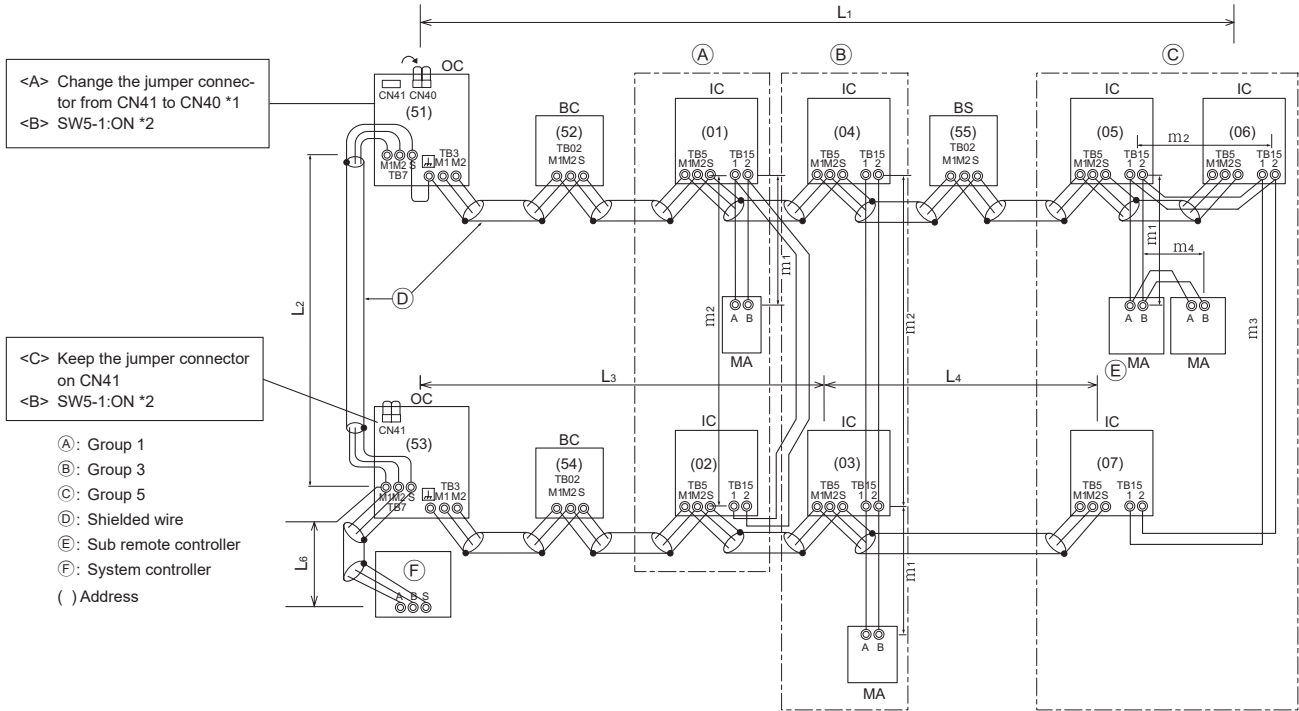 L1
A
B
C
<A> Change the jumper connec-
tor from CN41 to CN40 *1
<B> SW5-1:ON *2
OC
CN41 CN40
(51)
M1M2 S
TB7
TB3
M1 M2
BC
(52)
TB02
M1M2 S
IC
(01)
TB5
M1M2S
TB15
1 2
IC
(04)
TB5
M1M2S
TB15
1 2
BS
(55)
TB02
M1M2 S
IC
(05)
TB5
M1M2S
TB15
1 2
m2
IC
(06)
TB5
M1M2S
TB15
1 2
L2
D
m2
m1
A B
MA
m2
m1
m4
A B
MA
A B
MA
E
m3
<C> Keep the jumper connector
on CN41
<B> SW5-1:ON *2
L3
L4
OC
CN41
(53)
M1M2 S
TB7
TB3
M1 M2
BC
(54)
TB02
M1M2 S
IC
(02)
TB5
M1M2S
TB15
1 2
IC
(03)
TB5
M1M2S
TB15
1 2
IC
(07)
TB5
M1M2S
TB15
1 2
A: Group 1
B: Group 3
C: Group 5
D: Shielded wire
E: Sub remote controller
F: System controller
( ) Address
L6
F
A B S
m1
A B
MA